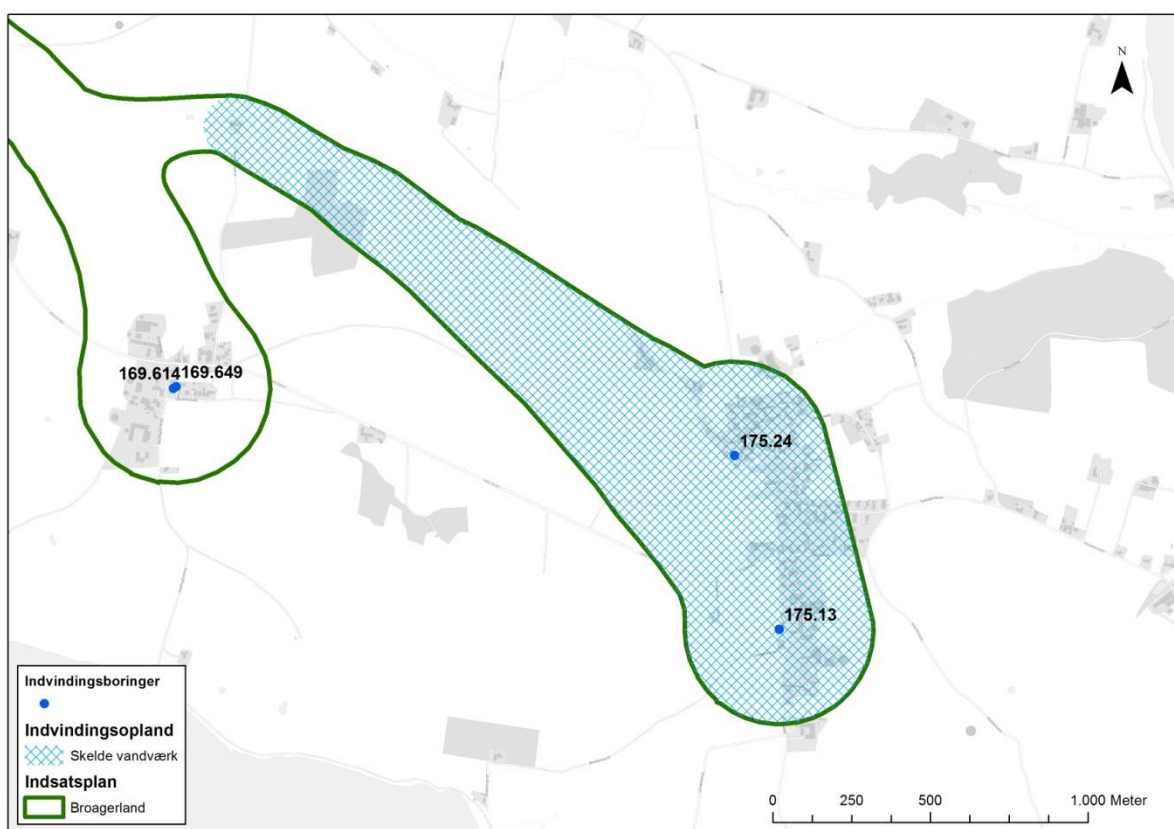 N
169.614 169.649
175.24
175.13
Indvindingsboringer
Indvindingsopland
Skelde vandværk
Indsatsplan
Broagerland
0 250 500 1.000 Meter